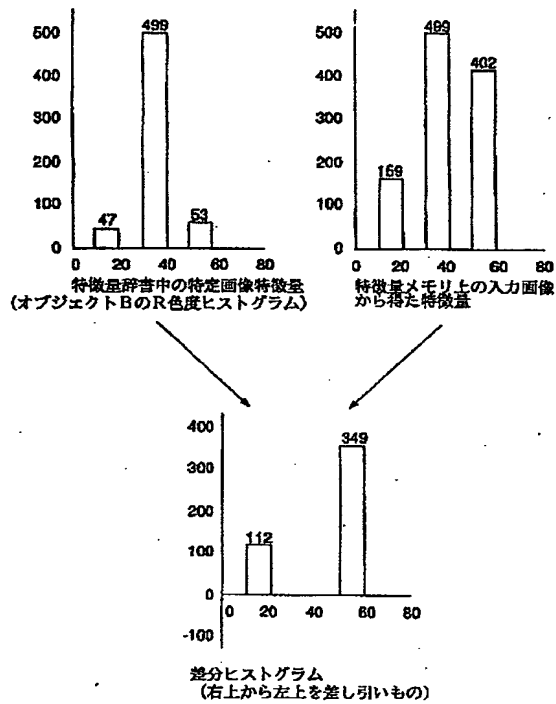 500
400
300
200
100
0
499
47
53
0 20 40 60 80
特徴量辞書中の特定画像特徴量
(オブジェクトBのR色度ヒストグラム)
500
400
300
200
100
0
499
402
159
0 20 40 60 80
特徴量メモリ上の入力画像
から得た特徴量
400
300
200
100
0
-100
349
112
0 20 40 60 80
差分ヒストグラム
(右上から左上を差し引いもの)